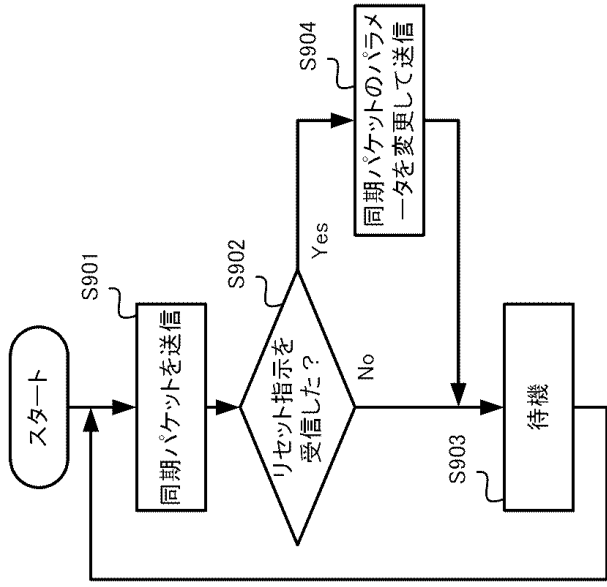 スタート
S901
同期パケットを送信
S902
リセット指示を
受信した？
Yes
No
S904
同期パケットのパラメ
ータを変更して送信
S903
待機